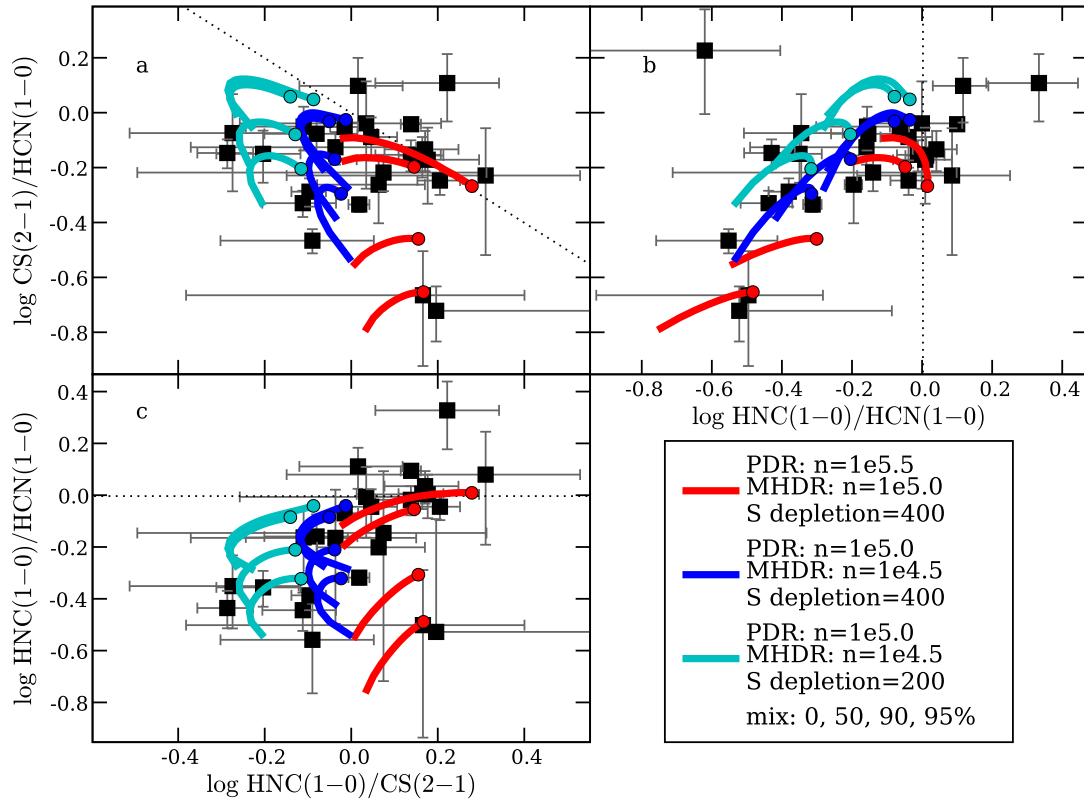 a
0.2
0.0
-0.2
-0.4
-0.6
-0.8
log CS(2−1)/HCN(1−0)
b
-0.8
-0.6
-0.4
-0.2
0.0
0.2
0.4
log HNC(1−0)/HCN(1−0)
c
0.4
0.2
0.0
-0.2
-0.4
-0.6
-0.8
log HNC(1−0)/HCN(1−0)
-0.4
-0.2
0.0
0.2
0.4
log HNC(1−0)/CS(2−1)
PDR: n=1e5.5
MHDR: n=1e5.0
S depletion=400
PDR: n=1e5.0
MHDR: n=1e4.5
S depletion=400
PDR: n=1e5.0
MHDR: n=1e4.5
S depletion=200
mix: 0, 50, 90, 95%